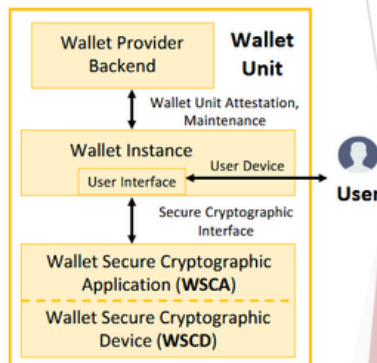 Wallet Provider
Backend
Wallet
Unit
Wallet Unit Attestation,
Maintenance
Wallet Instance
User Device
User Interface
User
Secure Cryptographic
Interface
Wallet Secure Cryptographic
Application (WSCA)
Wallet Secure Cryptographic
Device (WSCD)